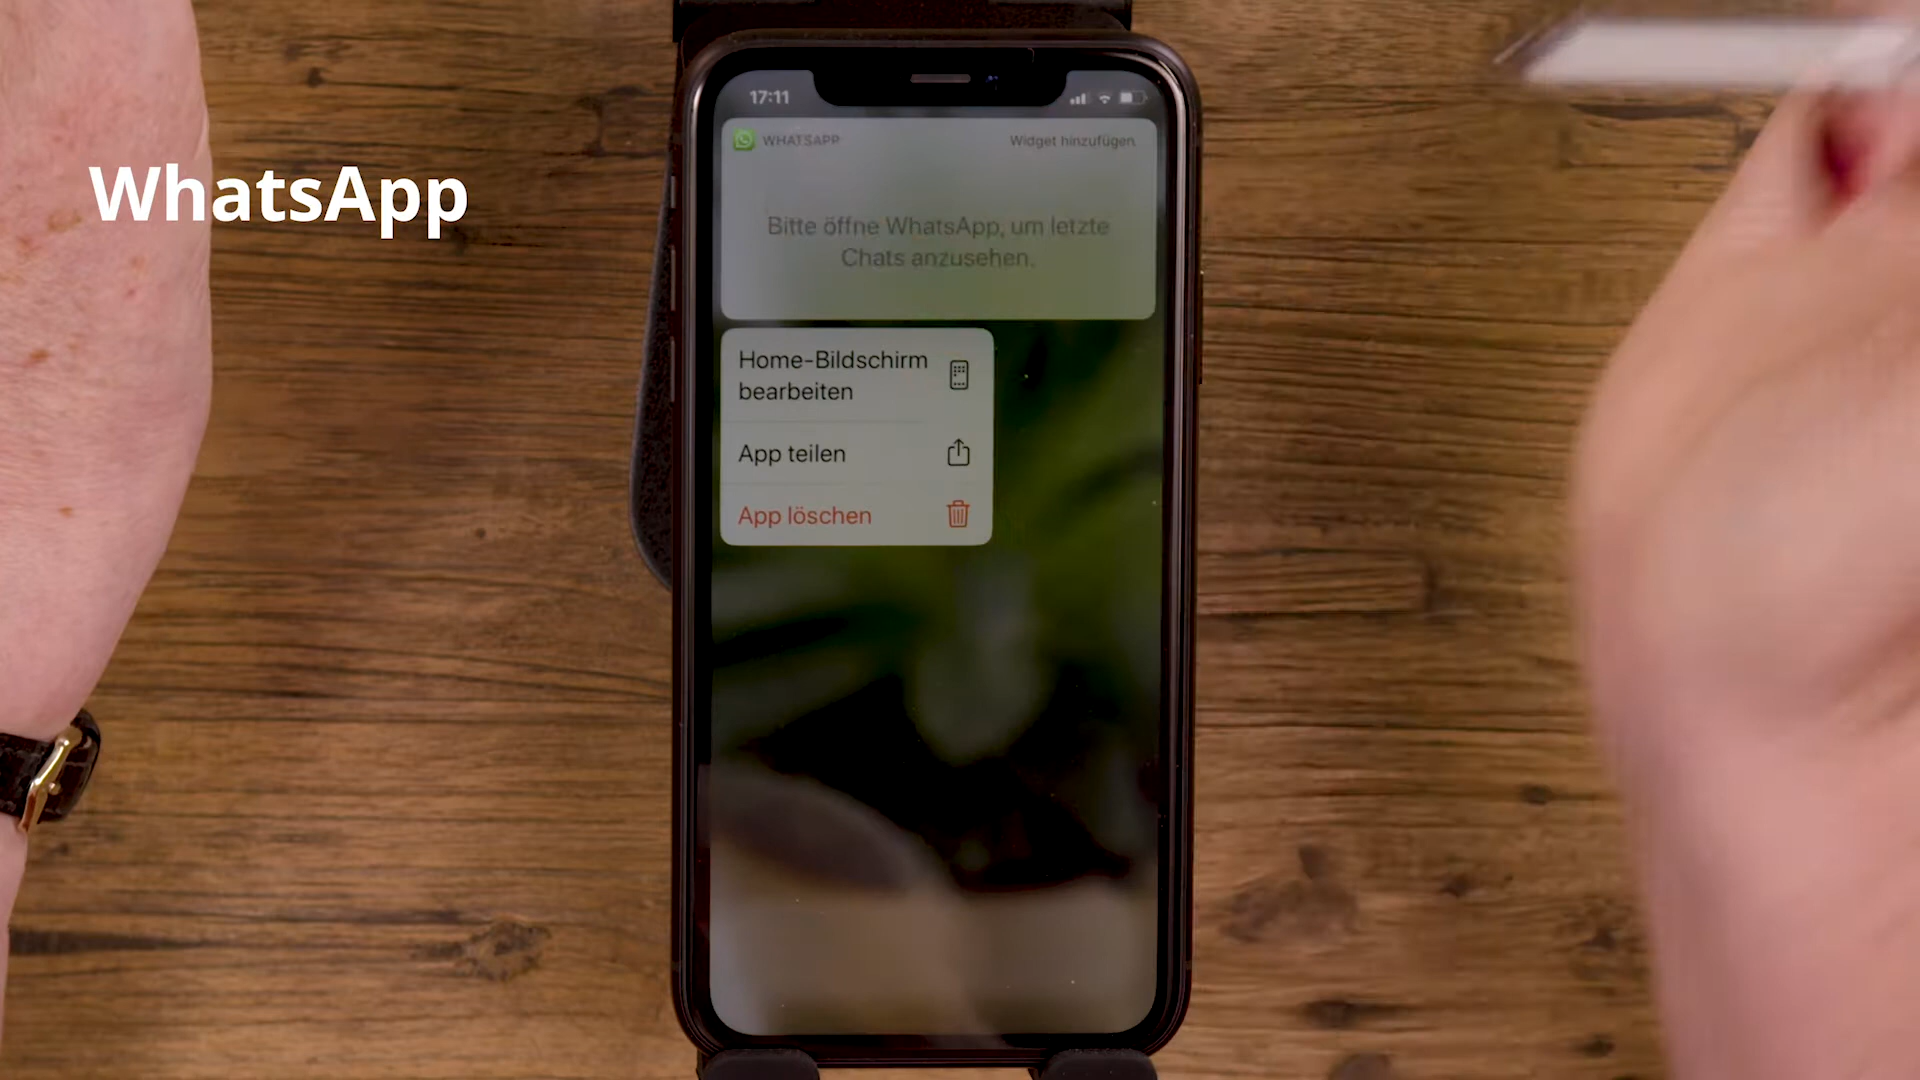 WhatsApp
17:11
WHATSAPP
Widget hinzufügen
Bitte öffne WhatsApp, um letzte
Chats anzusehen.
Home-Bildschirm
bearbeiten
App teilen
App löschen